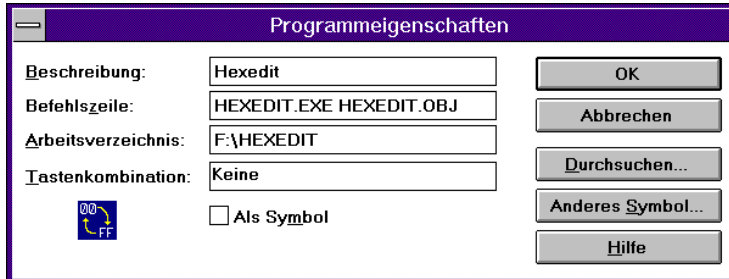 Programmeigenschaften
Beschreibung: Hexedit
Befehlszeile: HEXEDIT.EXE HEXEDIT.OBJ
Arbeitsverzeichnis: F:\HEXEDIT
Tastenkombination: Keine
00 FF
Als Symbol
OK
Abbrechen
Durchsuchen...
Anderes Symbol...
Hilfe